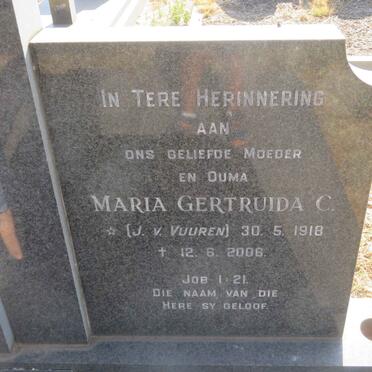 IN TERE HERINNERING
AAN
ONS GELIEFDE MOEDER
EN OUMA
MARIA GERTRUIDA C.
☆ (J. V. VUUREN) 30. 5. 1918
† 12. 6. 2006.
JOB 1:21.
DIE NAAM VAN DIE
HERE SY GELOOF.